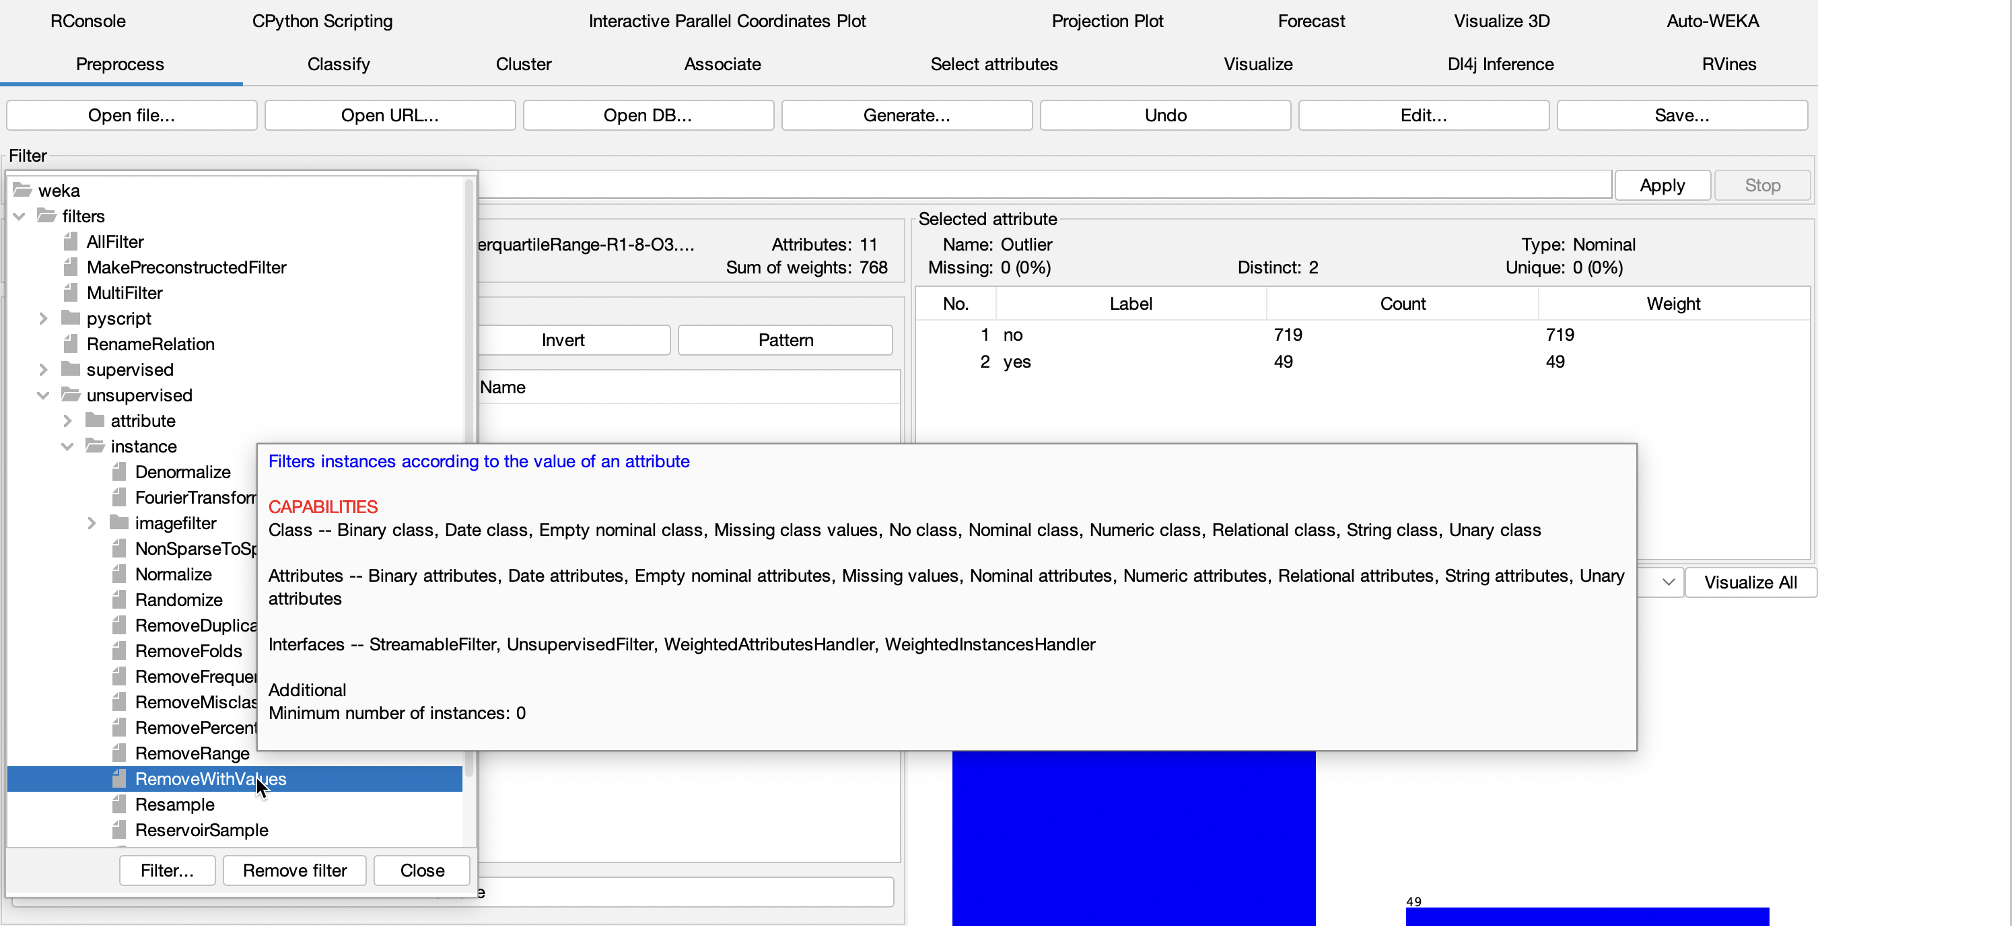 RConsole CPython Scripting Interactive Parallel Coordinates Plot Projection Plot Forecast Visualize 3D Auto-WEKA
Preprocess Classify Cluster Associate Select attributes Visualize Dl4j Inference RVines
Open file... Open URL... Open DB... Generate... Undo Edit... Save...
Filter
weka
filters
AllFilter
MakePreconstructedFilter
MultiFilter
pyscript
RenameRelation
supervised
unsupervised
attribute
instance
Denormalize
FourierTransform
imagefilter
NonSparseToSp
Normalize
Randomize
RemoveDuplica
RemoveFolds
RemoveFrequen
RemoveMisclas
RemovePercent
RemoveRange
RemoveWithValues
Resample
ReservoirSample
Filter... Remove filter Close
Apply Stop
erquartileRange-R1-8-O3.... Attributes: 11
Sum of weights: 768
Invert Pattern
Name
Selected attribute
Name: Outlier Type: Nominal
Missing: 0 (0%) Distinct: 2 Unique: 0 (0%)
No. Label Count Weight
1 no 719 719
2 yes 49 49
Filters instances according to the value of an attribute
CAPABILITIES
Class -- Binary class, Date class, Empty nominal class, Missing class values, No class, Nominal class, Numeric class, Relational class, String class, Unary class
Attributes -- Binary attributes, Date attributes, Empty nominal attributes, Missing values, Nominal attributes, Numeric attributes, Relational attributes, String attributes, Unary
attributes
Interfaces -- StreamableFilter, UnsupervisedFilter, WeightedAttributesHandler, WeightedInstancesHandler
Additional
Minimum number of instances: 0
Visualize All
49